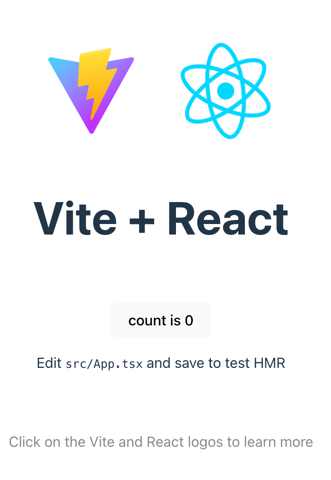 Vite + React
count is 0
Edit src/App.tsx and save to test HMR
Click on the Vite and React logos to learn more